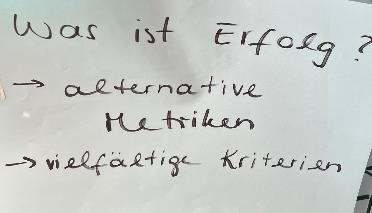 Was ist Erfolg?
→ alternative
Metriken
→ vielfältige Kriterien